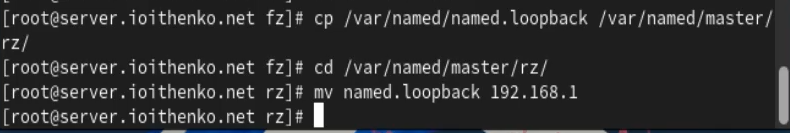 [root@server.ioithenko.net fz]# cp /var/named/named.loopback /var/named/master/
rz/
[root@server.ioithenko.net fz]# cd /var/named/master/rz/
[root@server.ioithenko.net rz]# mv named.loopback 192.168.1
[root@server.ioithenko.net rz]#